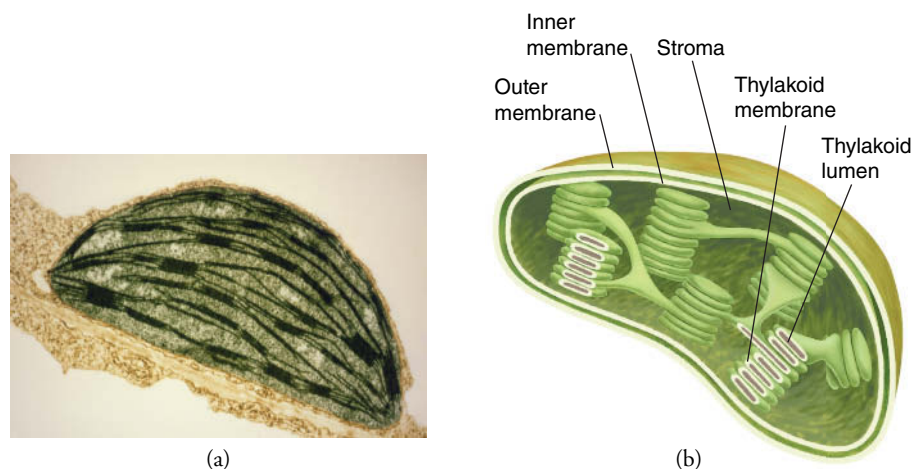 Inner
membrane
Stroma
Outer
membrane
Thylakoid
membrane
Thylakoid
lumen
(a)
(b)